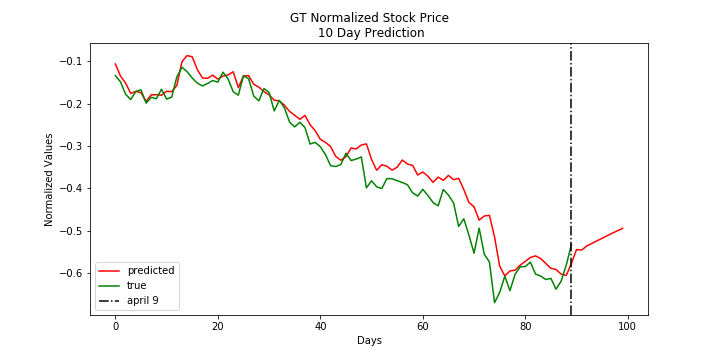 GT Normalized Stock Price
10 Day Prediction
Normalized Values
−0.1
−0.2
−0.3
−0.4
−0.5
−0.6
predicted
true
april 9
0
20
40
60
80
100
Days